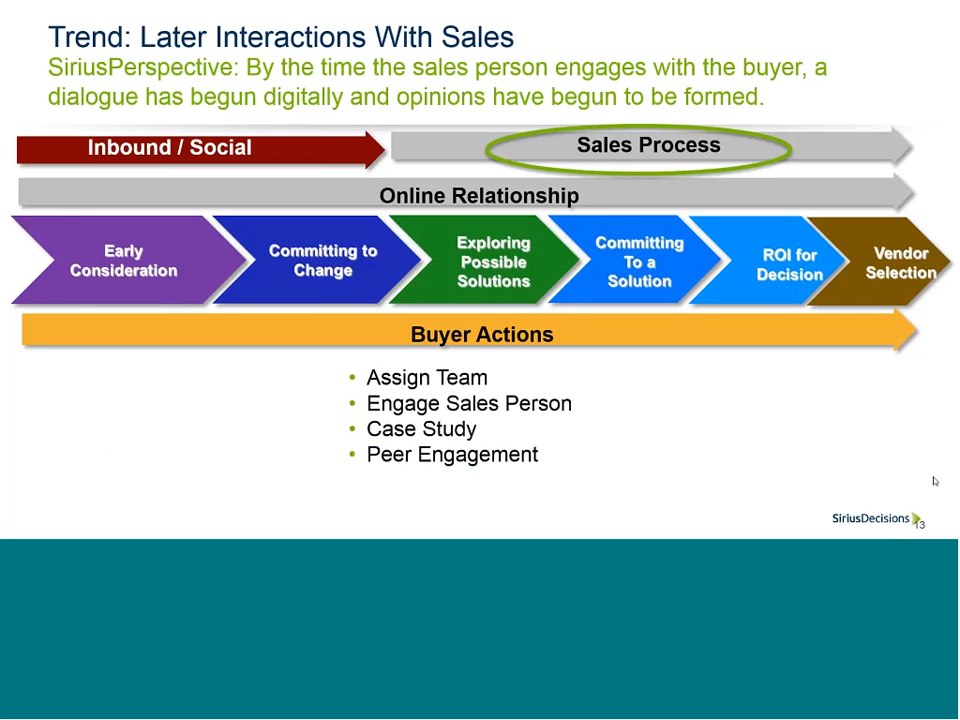 Trend: Later Interactions With Sales
SiriusPerspective: By the time the sales person engages with the buyer, a
dialogue has begun digitally and opinions have begun to be formed.
Inbound / Social
Sales Process
Online Relationship
Early
Consideration
Committing to
Change
Exploring
Possible
Solutions
Committing
To a
Solution
ROI for
Decision
Vendor
Selection
Buyer Actions
• Assign Team
• Engage Sales Person
• Case Study
• Peer Engagement
SiriusDecisions
13